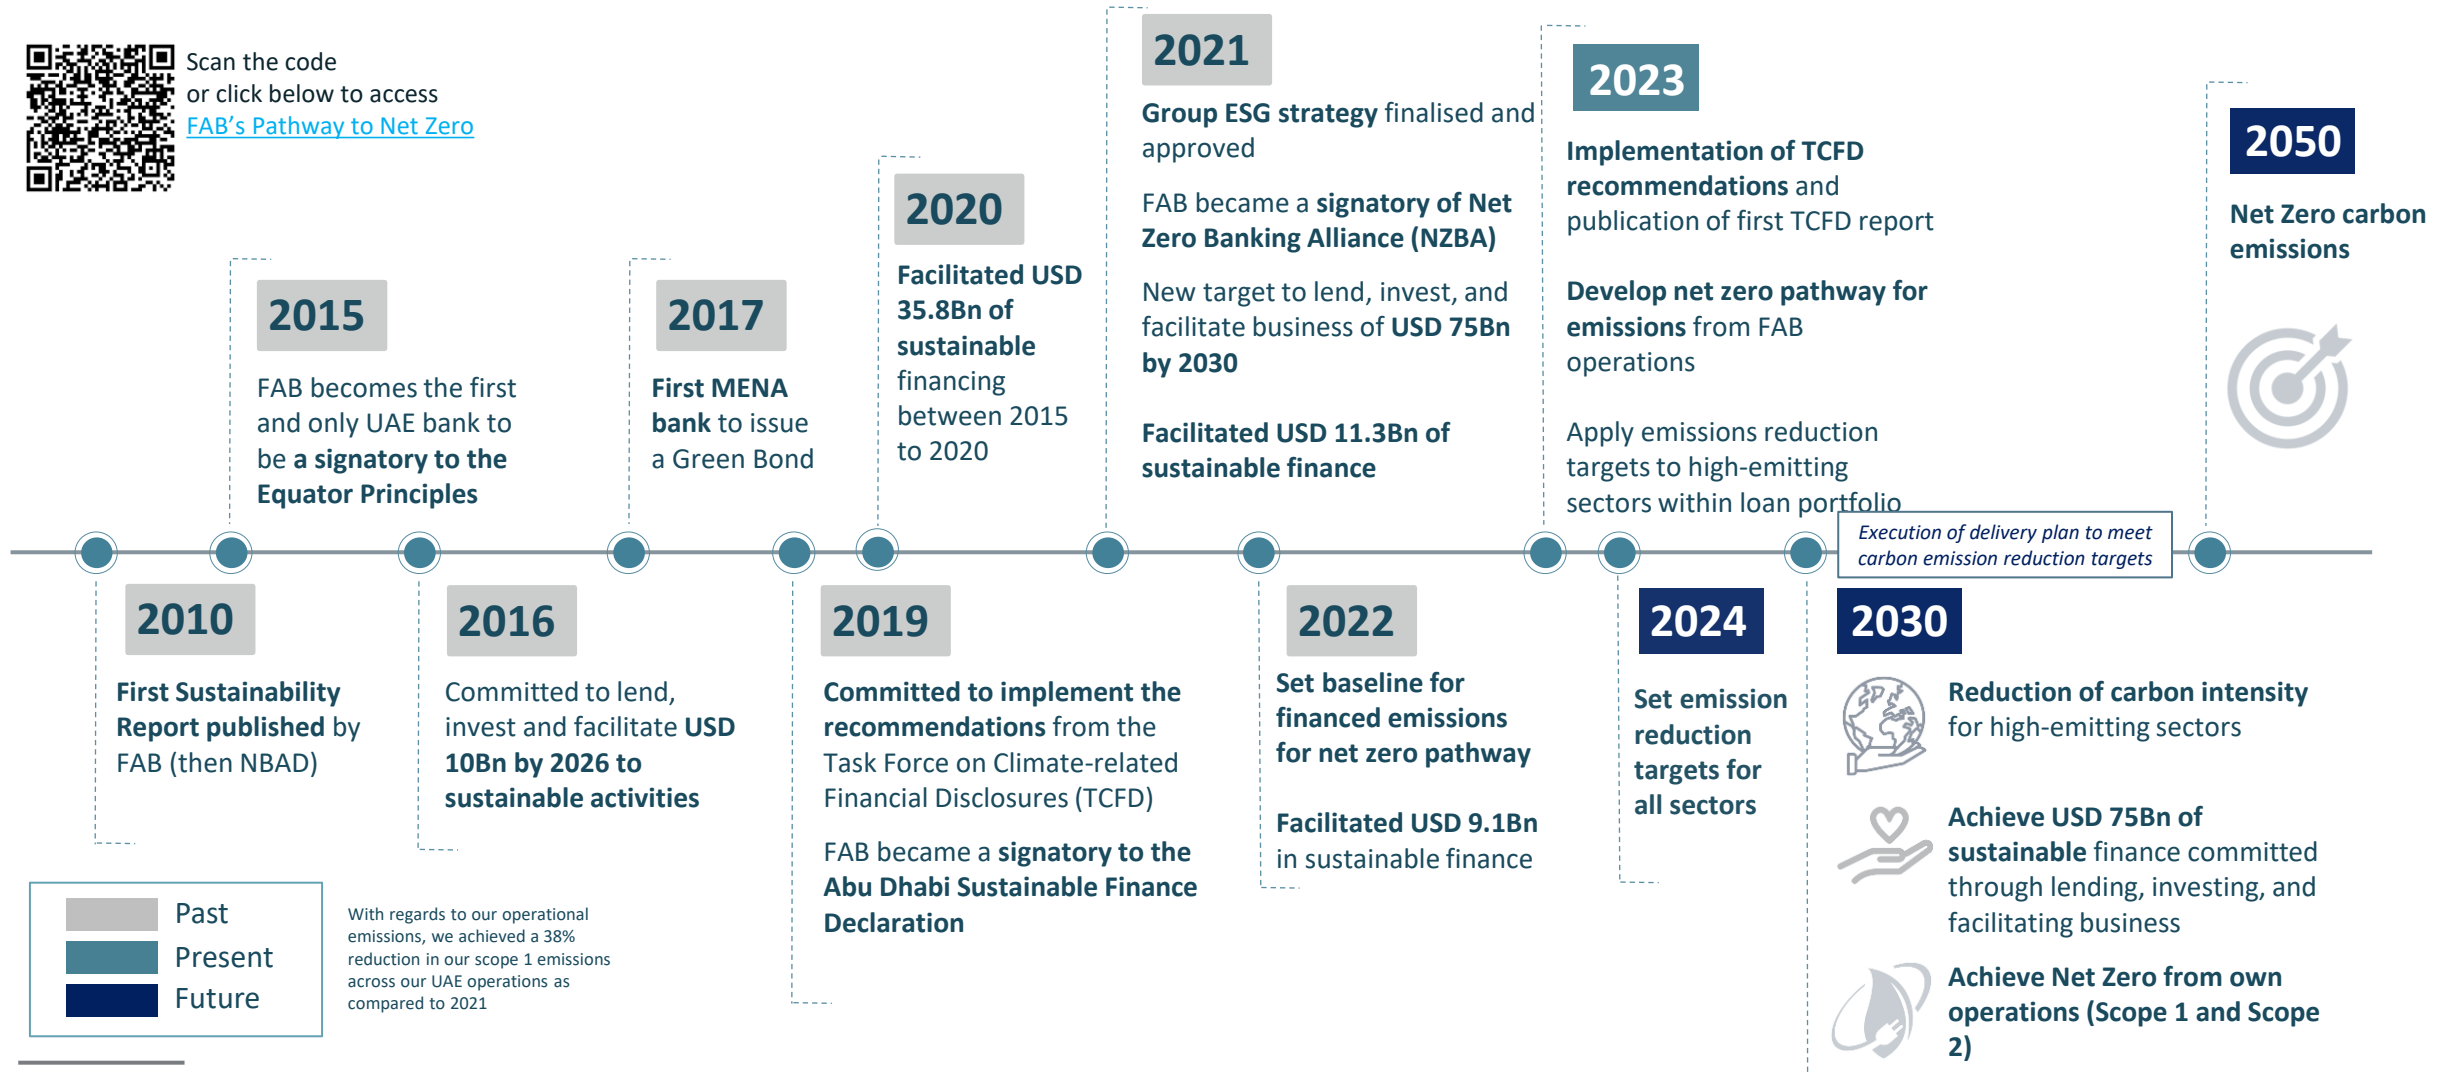 Scan the code
or click below to access
FAB's Pathway to Net Zero
2010
First Sustainability
Report published by
FAB (then NBAD)
2015
FAB becomes the first
and only UAE bank to
be a signatory to the
Equator Principles
2016
Committed to lend,
invest and facilitate USD
10Bn by 2026 to
sustainable activities
2017
First MENA
bank to issue
a Green Bond
2019
Committed to implement the
recommendations from the
Task Force on Climate-related
Financial Disclosures (TCFD)
FAB became a signatory to the
Abu Dhabi Sustainable Finance
Declaration
2020
Facilitated USD
35.8Bn of
sustainable
financing
between 2015
to 2020
2021
Group ESG strategy finalised and
approved
FAB became a signatory of Net
Zero Banking Alliance (NZBA)
New target to lend, invest, and
facilitate business of USD 75Bn
by 2030
Facilitated USD 11.3Bn of
sustainable finance
2022
Set baseline for
financed emissions
for net zero pathway
Facilitated USD 9.1Bn
in sustainable finance
2023
Implementation of TCFD
recommendations and
publication of first TCFD report
Develop net zero pathway for
emissions from FAB
operations
Apply emissions reduction
targets to high-emitting
sectors within loan portfolio
2024
Set emission
reduction
targets for
all sectors
Execution of delivery plan to meet
carbon emission reduction targets
2030
Reduction of carbon intensity
for high-emitting sectors
Achieve USD 75Bn of
sustainable finance committed
through lending, investing, and
facilitating business
Achieve Net Zero from own
operations (Scope 1 and Scope
2)
2050
Net Zero carbon
emissions
Past
Present
Future
With regards to our operational
emissions, we achieved a 38%
reduction in our scope 1 emissions
across our UAE operations as
compared to 2021